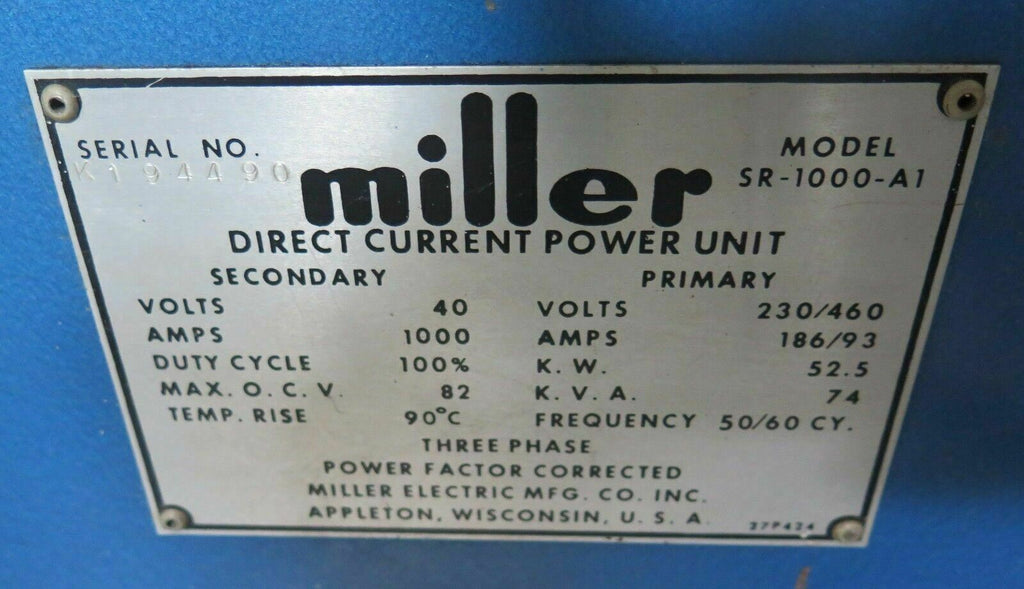 SERIAL NO.
K194490
miller
MODEL
SR-1000-A1
DIRECT CURRENT POWER UNIT
SECONDARY PRIMARY
VOLTS 40 VOLTS 230/460
AMPS 1000 AMPS 186/93
DUTY CYCLE 100% K. W. 52.5
MAX. O. C. V. 82 K. V. A. 74
TEMP. RISE 90°C FREQUENCY 50/60 CY.
THREE PHASE
POWER FACTOR CORRECTED
MILLER ELECTRIC MFG. CO. INC.
APPLETON, WISCONSIN, U. S. A.
27P424